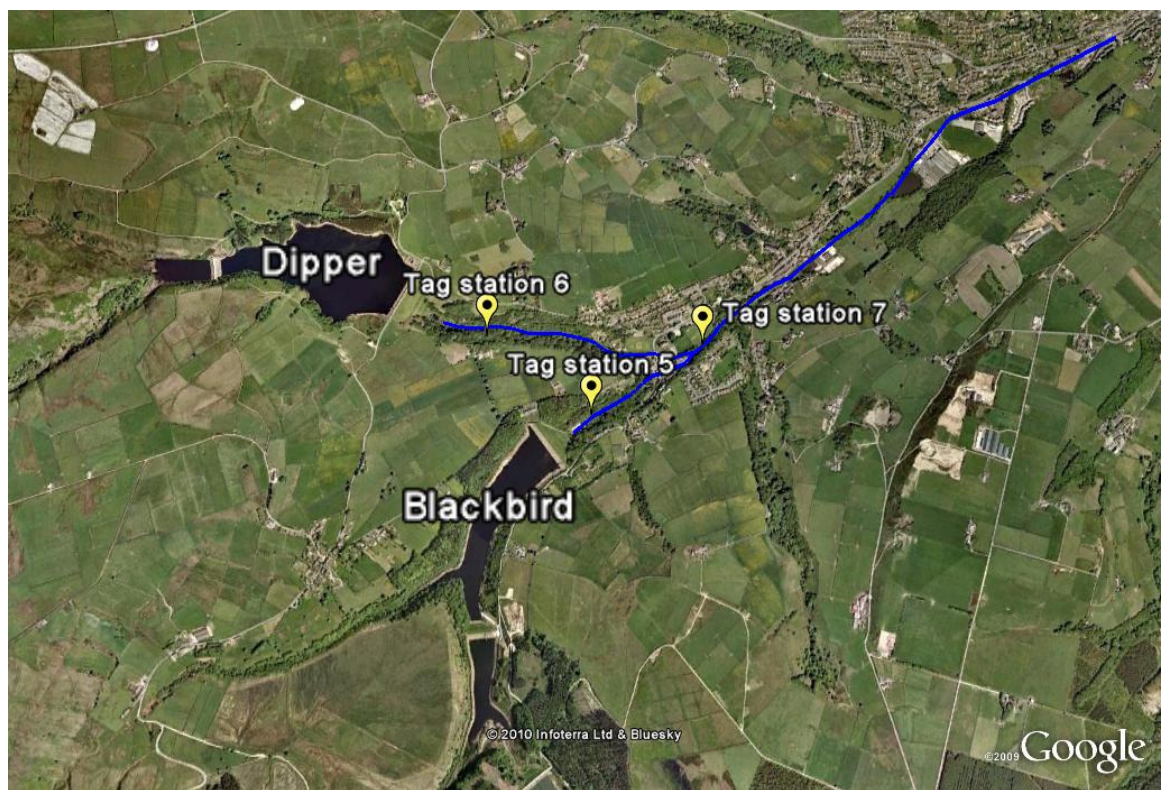 Dipper
Tag station 6
Tag station 7
Tag station 5
Blackbird
© 2010 Infoterra Ltd & Bluesky
©2009 Google